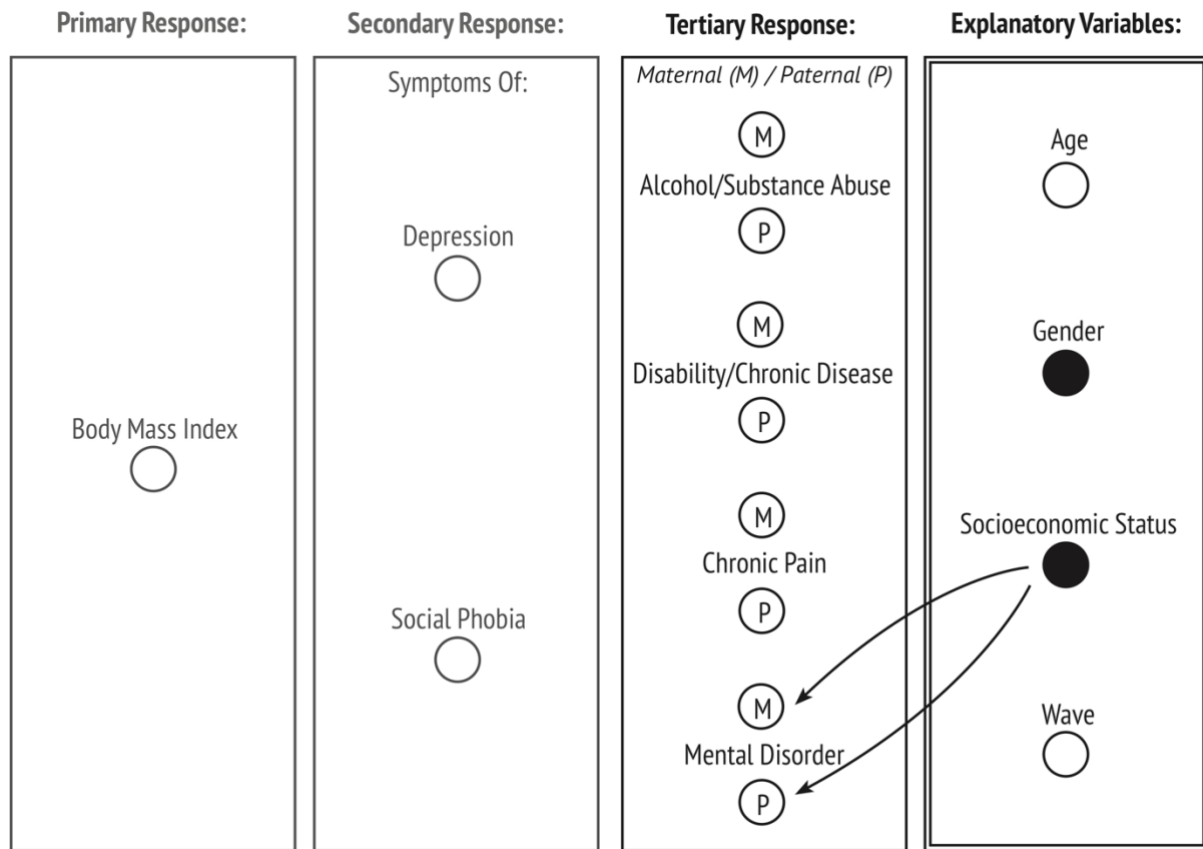 Primary Response:
Body Mass Index
Secondary Response:
Symptoms Of:
Depression
Social Phobia
Tertiary Response:
Maternal (M) / Paternal (P)
M
Alcohol/Substance Abuse
P
M
Disability/Chronic Disease
P
M
Chronic Pain
P
M
Mental Disorder
P
Explanatory Variables:
Age
Gender
Socioeconomic Status
Wave